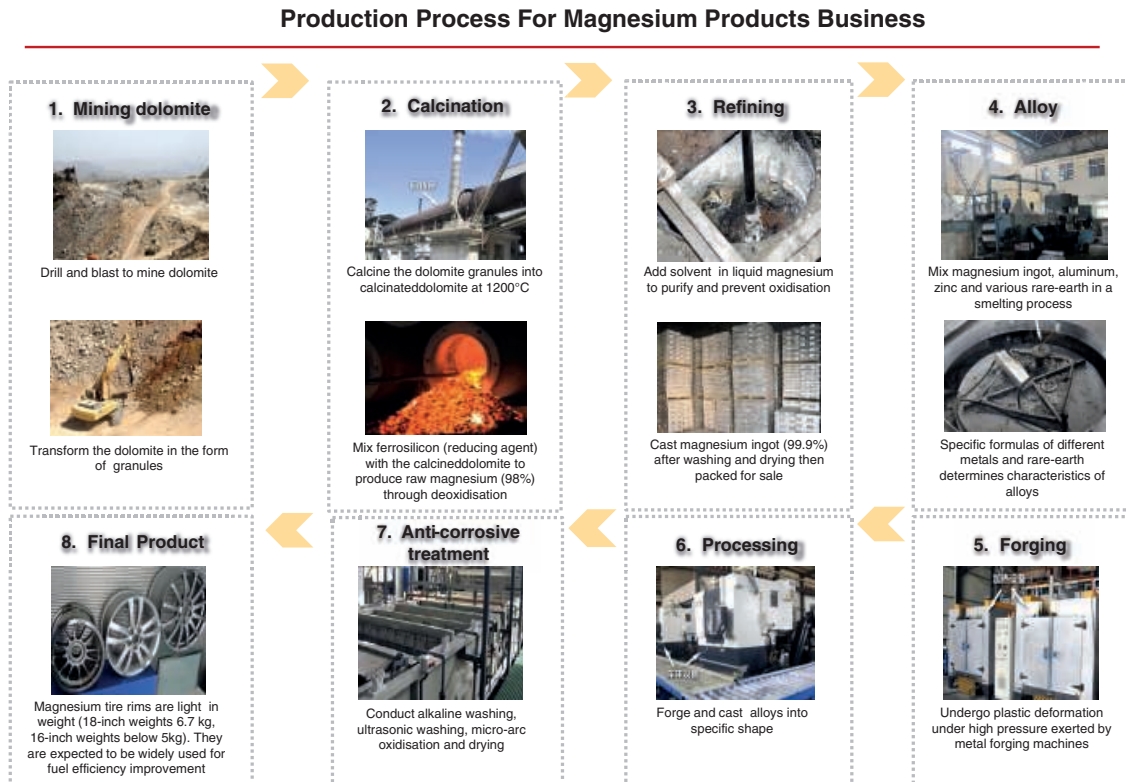 Production Process For Magnesium Products Business
1. Mining dolomite
Drill and blast to mine dolomite
Transform the dolomite in the form
of granules
2. Calcination
Calcine the dolomite granules into
calcinateddolomite at 1200°C
Mix ferrosilicon (reducing agent)
with the calcineddolomite to
produce raw magnesium (98%)
through deoxidisation
3. Refining
Add solvent in liquid magnesium
to purify and prevent oxidisation
Cast magnesium ingot (99.9%)
after washing and drying then
packed for sale
4. Alloy
Mix magnesium ingot, aluminum,
zinc and various rare-earth in a
smelting process
Specific formulas of different
metals and rare-earth
determines characteristics of
alloys
5. Forging
Undergo plastic deformation
under high pressure exerted by
metal forging machines
6. Processing
Forge and cast alloys into
specific shape
7. Anti-corrosive
treatment
Conduct alkaline washing,
ultrasonic washing, micro-arc
oxidisation and drying
8. Final Product
Magnesium tire rims are light in
weight (18-inch weights 6.7 kg,
16-inch weights below 5kg). They
are expected to be widely used for
fuel efficiency improvement